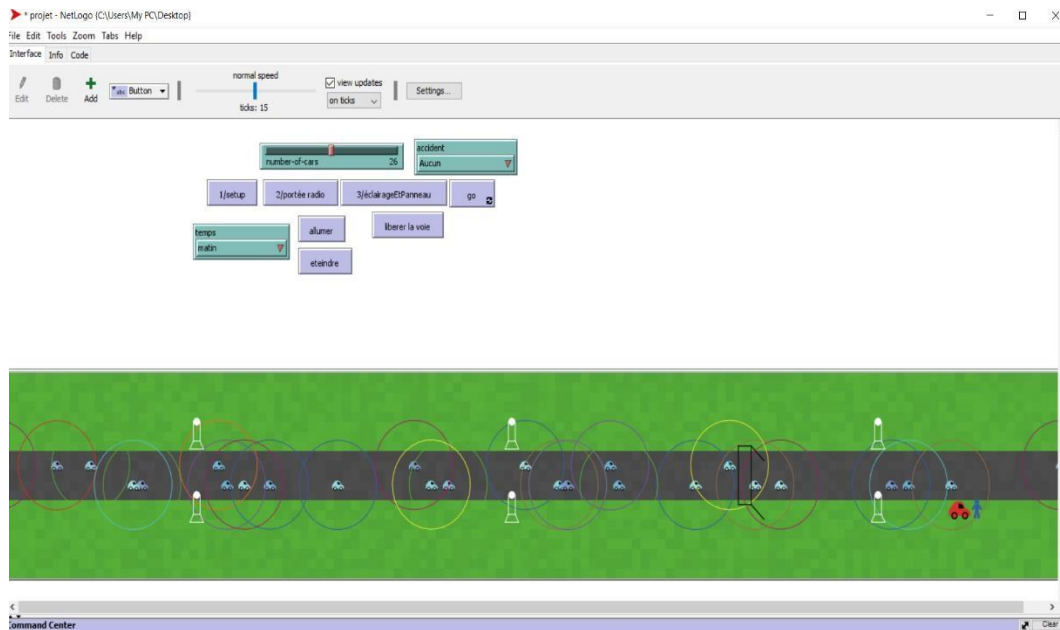 * projet - NetLogo {C:\Users\My PC\Desktop}
File Edit Tools Zoom Tabs Help
Interface Info Code
normal speed
view updates
Edit Delete Add abc Button on ticks Settings...
ticks: 15
accident
number-of-cars 26 Aucun
1/setup 2/portée radio 3/éclairageEtPanneau go
temps allumer liberer la voie
matin
eteindre
Command Center Clear